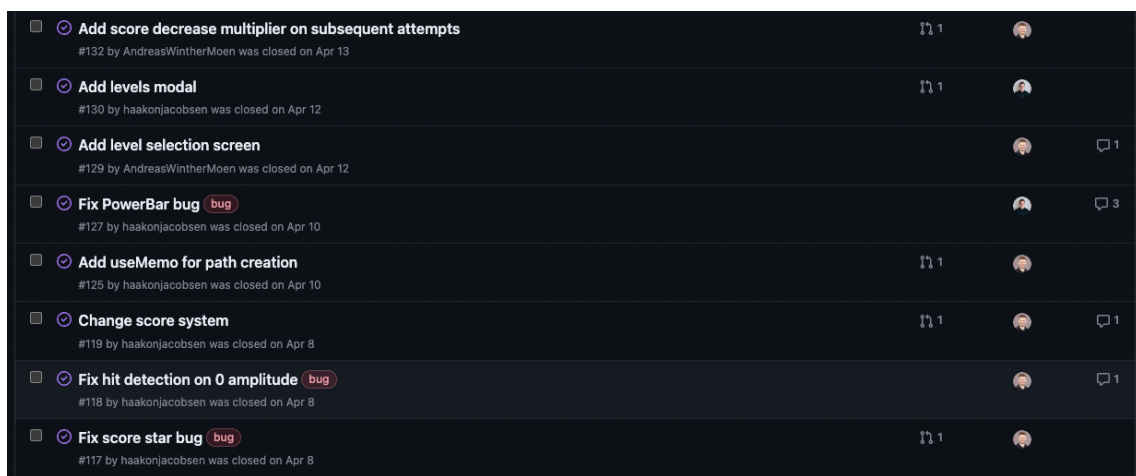 Add score decrease multiplier on subsequent attempts 1
#132 by AndreasWintherMoen was closed on Apr 13
Add levels modal 1
#130 by haakonjacobsen was closed on Apr 12
Add level selection screen 1
#129 by AndreasWintherMoen was closed on Apr 12
Fix PowerBar bug bug 3
#127 by haakonjacobsen was closed on Apr 10
Add useMemo for path creation 1
#125 by haakonjacobsen was closed on Apr 10
Change score system 1 1
#119 by haakonjacobsen was closed on Apr 8
Fix hit detection on 0 amplitude bug 1
#118 by haakonjacobsen was closed on Apr 8
Fix score star bug bug 1
#117 by haakonjacobsen was closed on Apr 8